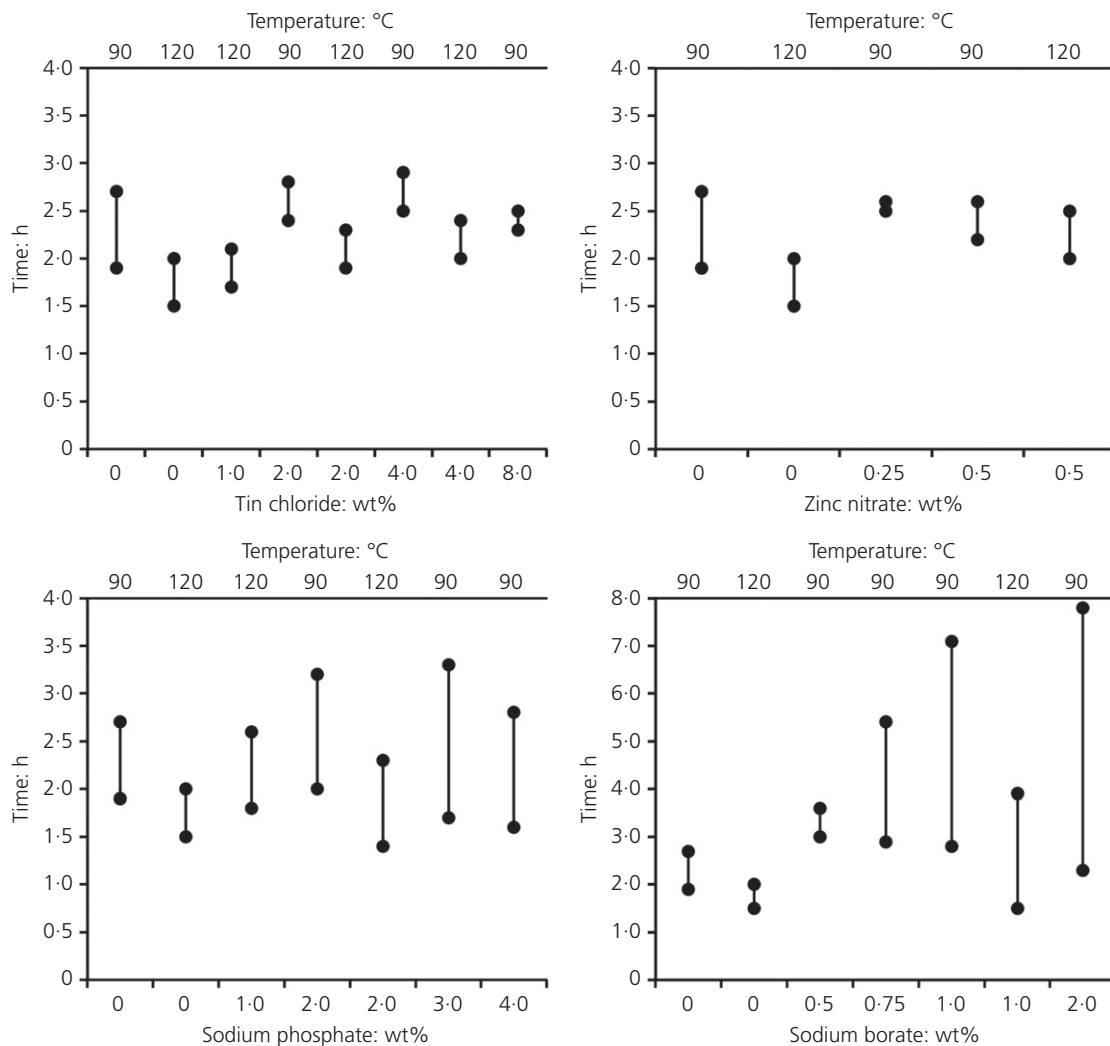 Temperature: °C
90 120 120 90 120 90 120 90
4·0
3·5
3·0
2·5
2·0
1·5
1·0
0·5
0
Time: h
0 0 1·0 2·0 2·0 4·0 4·0 8·0
Tin chloride: wt%
Temperature: °C
90 120 90 90 120
4·0
3·5
3·0
2·5
2·0
1·5
1·0
0·5
0
Time: h
0 0 0·25 0·5 0·5
Zinc nitrate: wt%
Temperature: °C
90 120 120 90 120 90 90
4·0
3·5
3·0
2·5
2·0
1·5
1·0
0·5
0
Time: h
0 0 1·0 2·0 2·0 3·0 4·0
Sodium phosphate: wt%
Temperature: °C
90 120 90 90 90 120 90
8·0
7·0
6·0
5·0
4·0
3·0
2·0
1·0
0
Time: h
0 0 0·5 0·75 1·0 1·0 2·0
Sodium borate: wt%